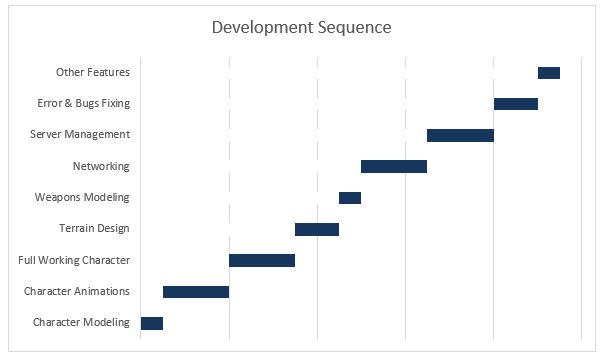 Development Sequence
Other Features
Error & Bugs Fixing
Server Management
Networking
Weapons Modeling
Terrain Design
Full Working Character
Character Animations
Character Modeling